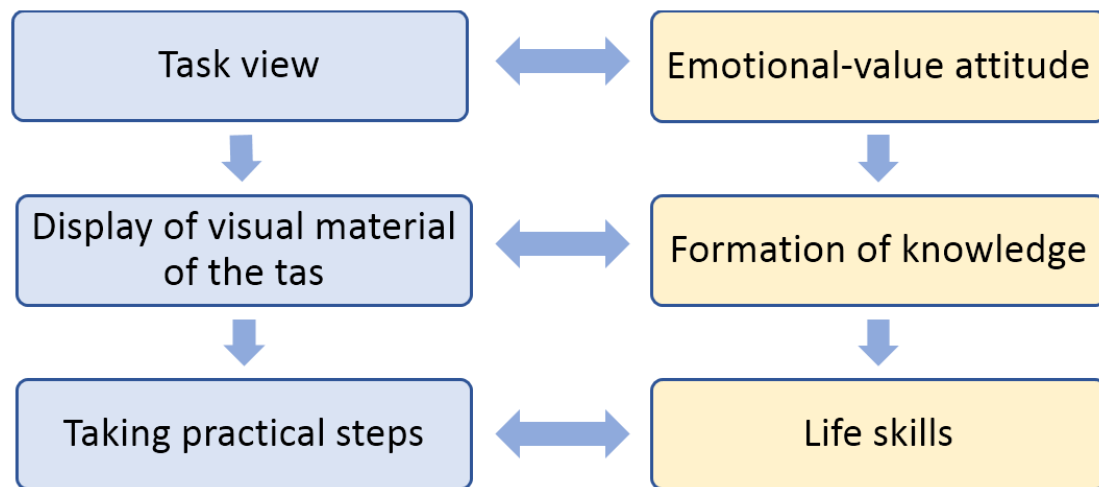 Task view
Emotional-value attitude
Display of visual material
of the tas
Formation of knowledge
Taking practical steps
Life skills